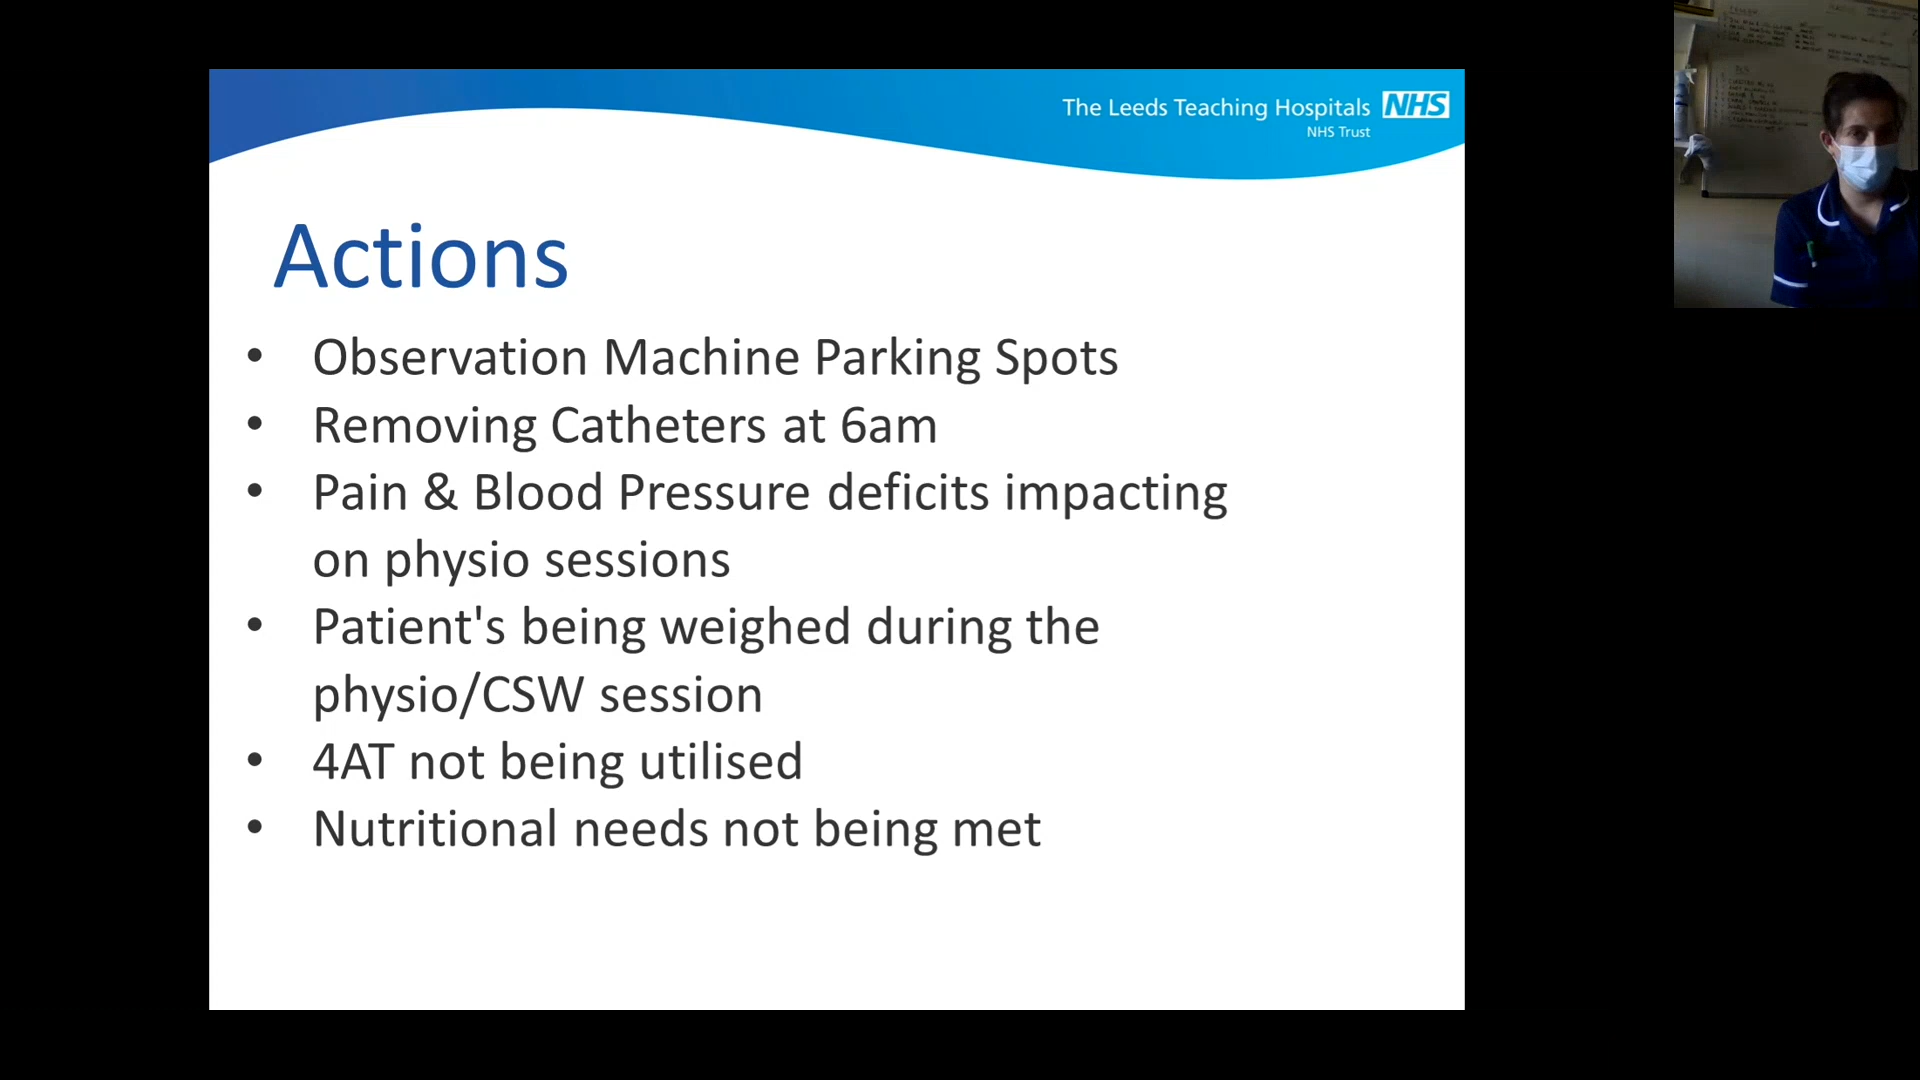 The Leeds Teaching Hospitals NHS
NHS Trust
Actions
• Observation Machine Parking Spots
• Removing Catheters at 6am
• Pain & Blood Pressure deficits impacting
on physio sessions
• Patient's being weighed during the
physio/CSW session
• 4AT not being utilised
• Nutritional needs not being met